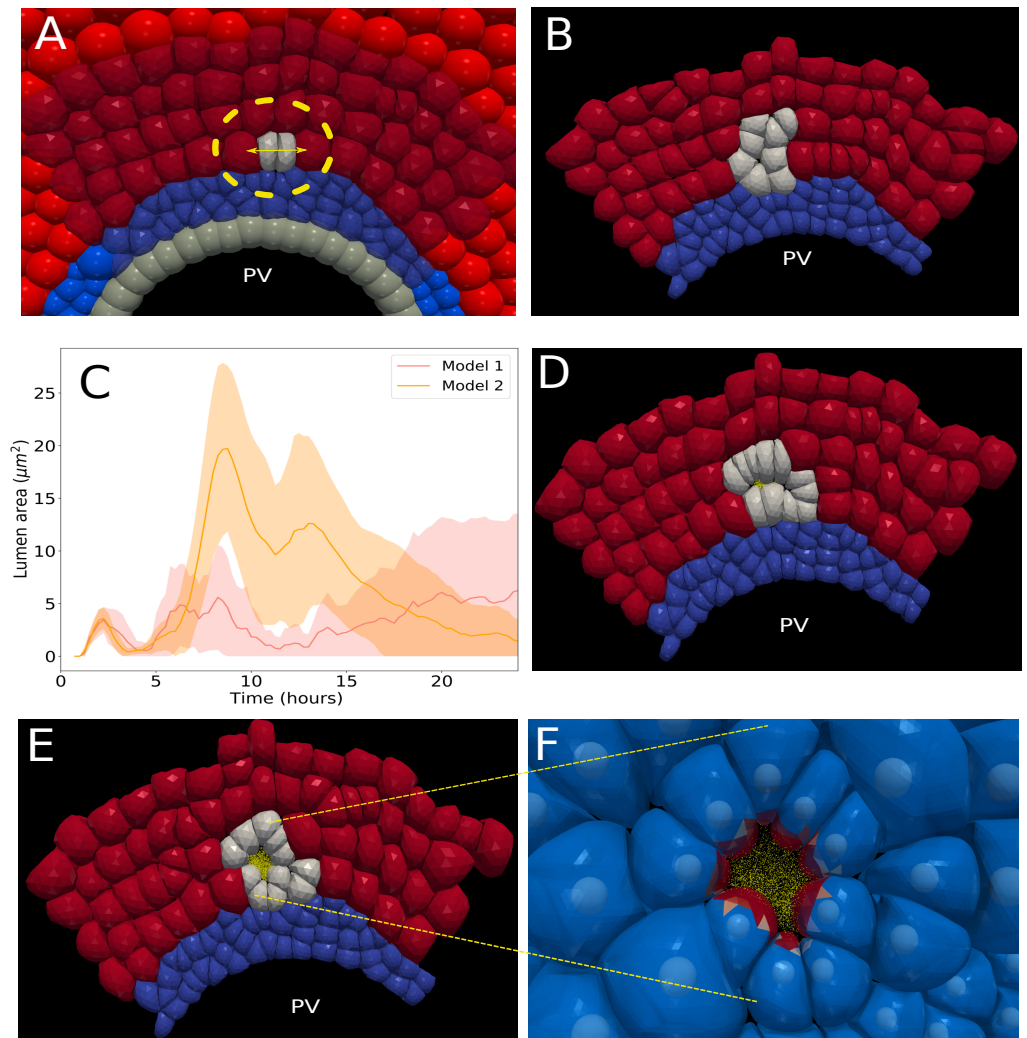 A
PV
B
PV
C
Model 1
Model 2
Lumen area (μm²)
25
20
15
10
5
0
0 5 10 15 20
Time (hours)
D
PV
E
PV
F